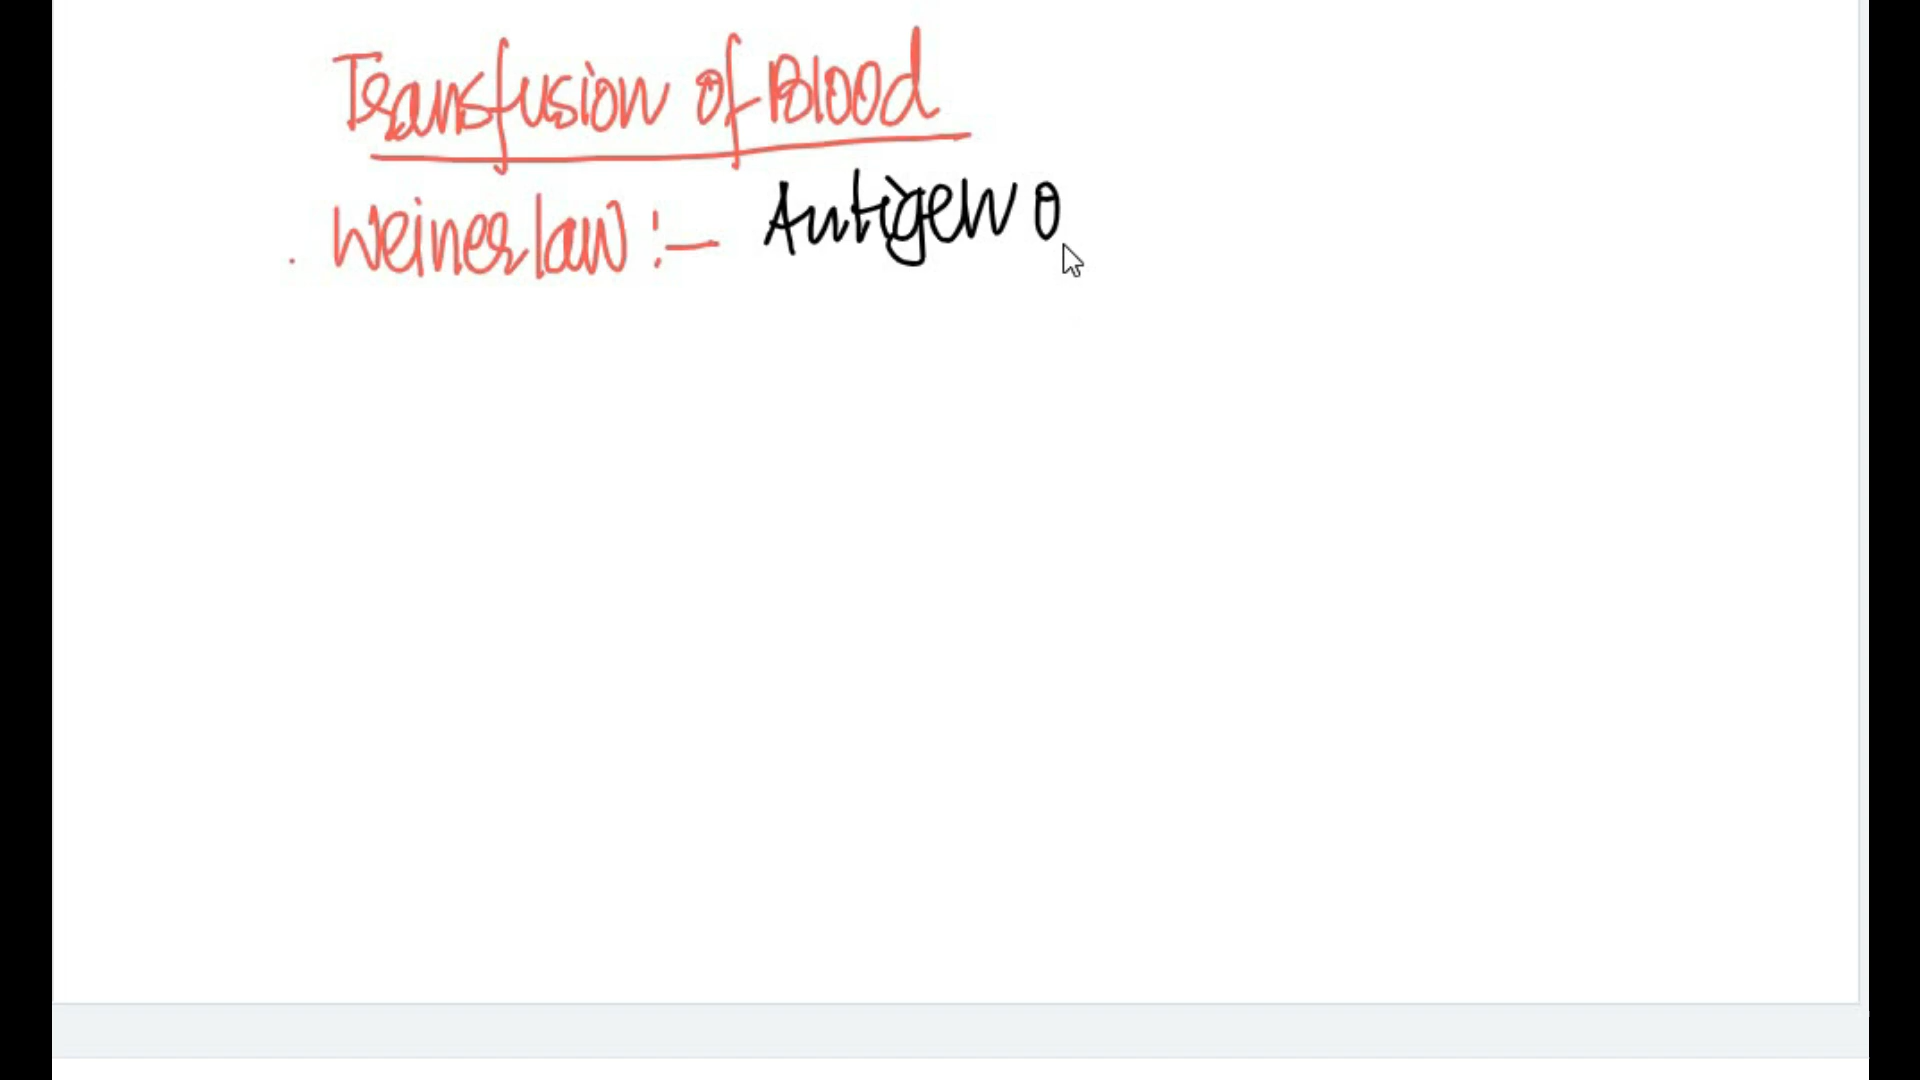 Transfusion of Blood
Weiner law :- Antigen o